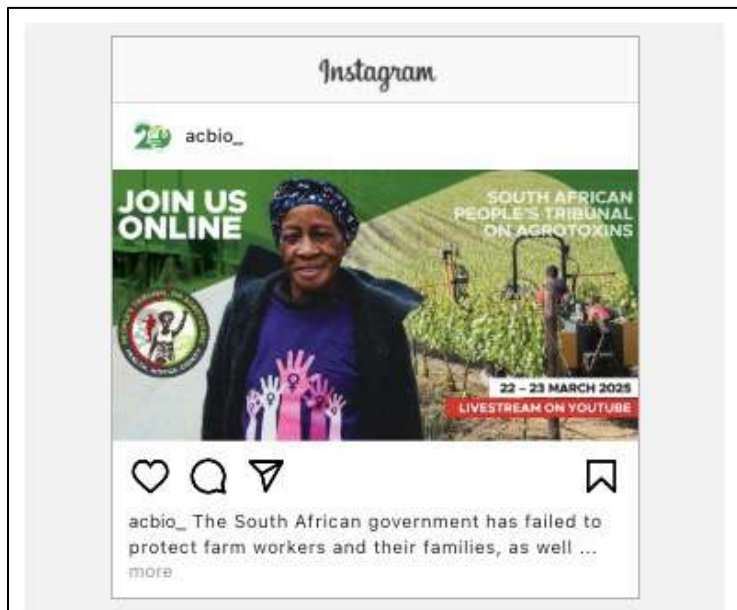 Instagram
acbio_
JOIN US
ONLINE
SOUTH AFRICAN
PEOPLE'S TRIBUNAL
ON AGROTOXINS
22 – 23 MARCH 2025
LIVESTREAM ON YOUTUBE
acbio_ The South African government has failed to
protect farm workers and their families, as well ...
more